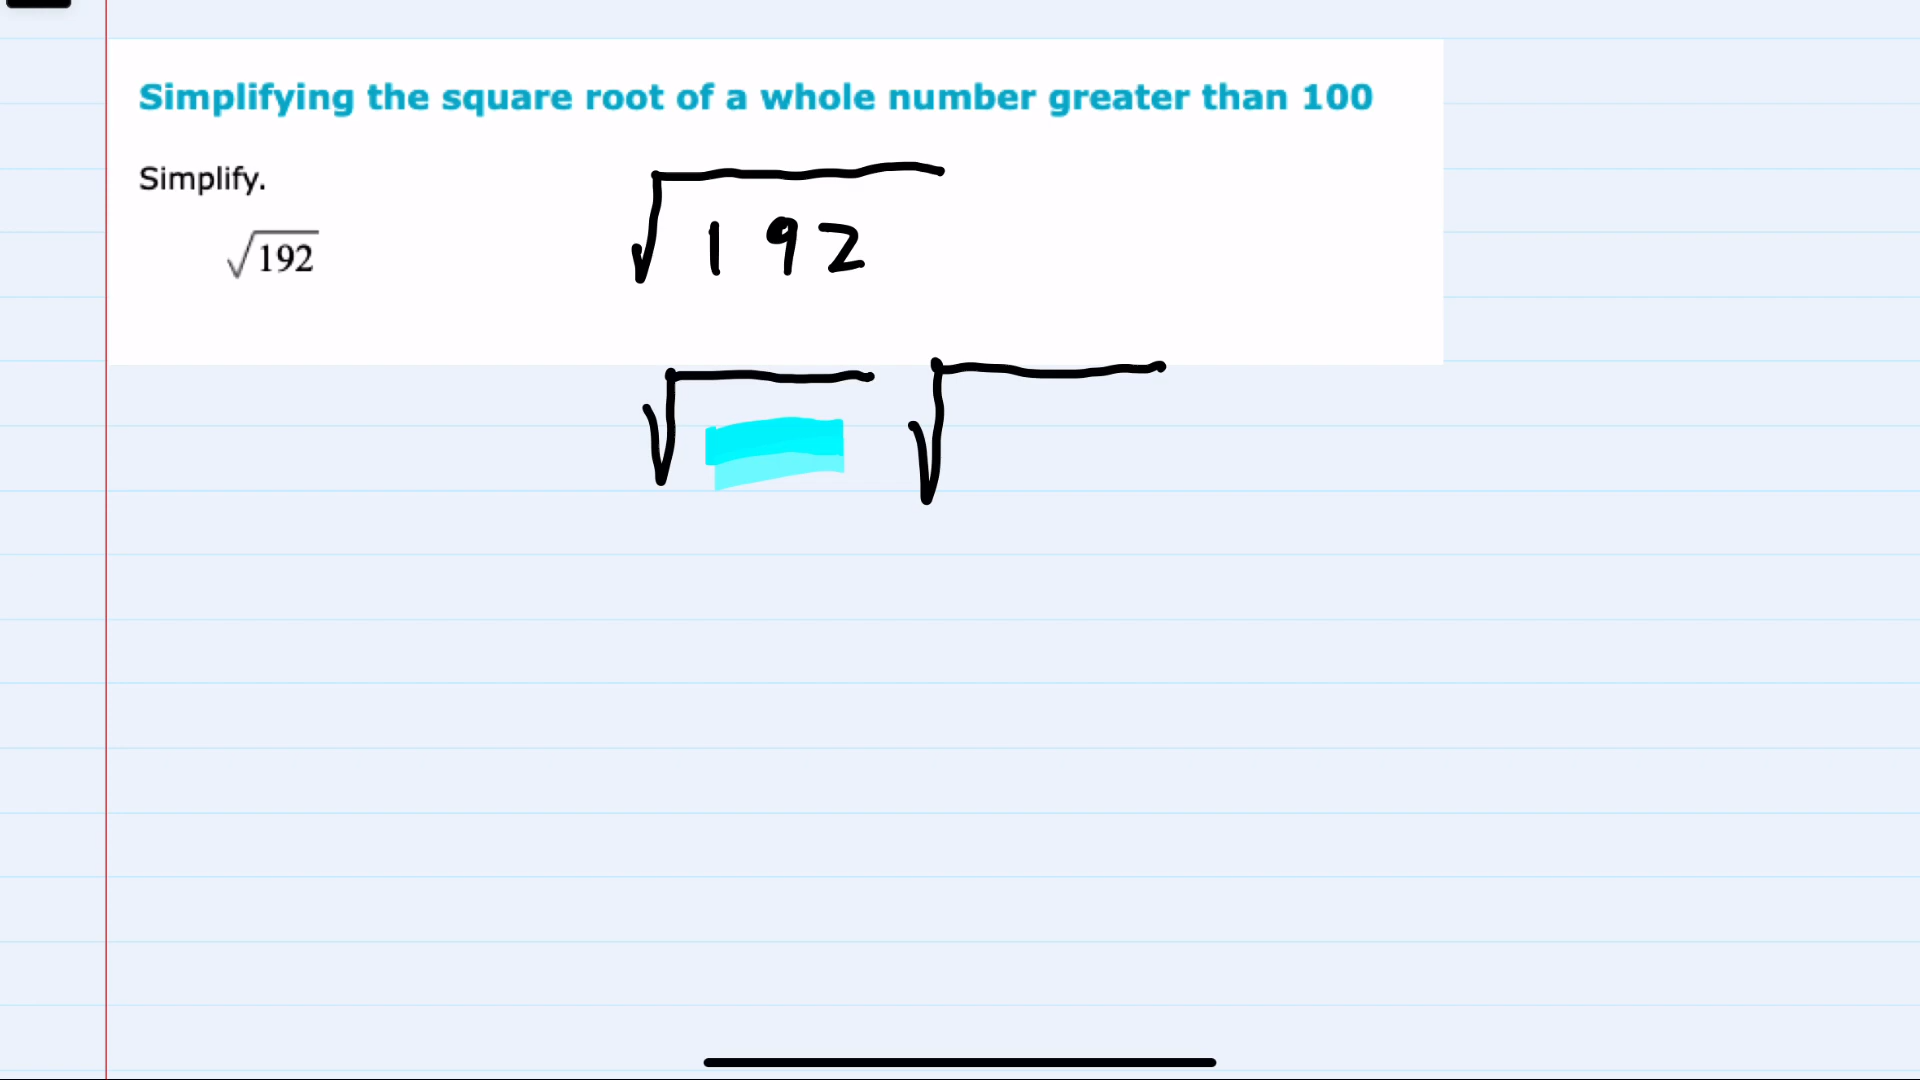 Simplifying the square root of a whole number greater than 100
Simplify.
√192
√192
√ √